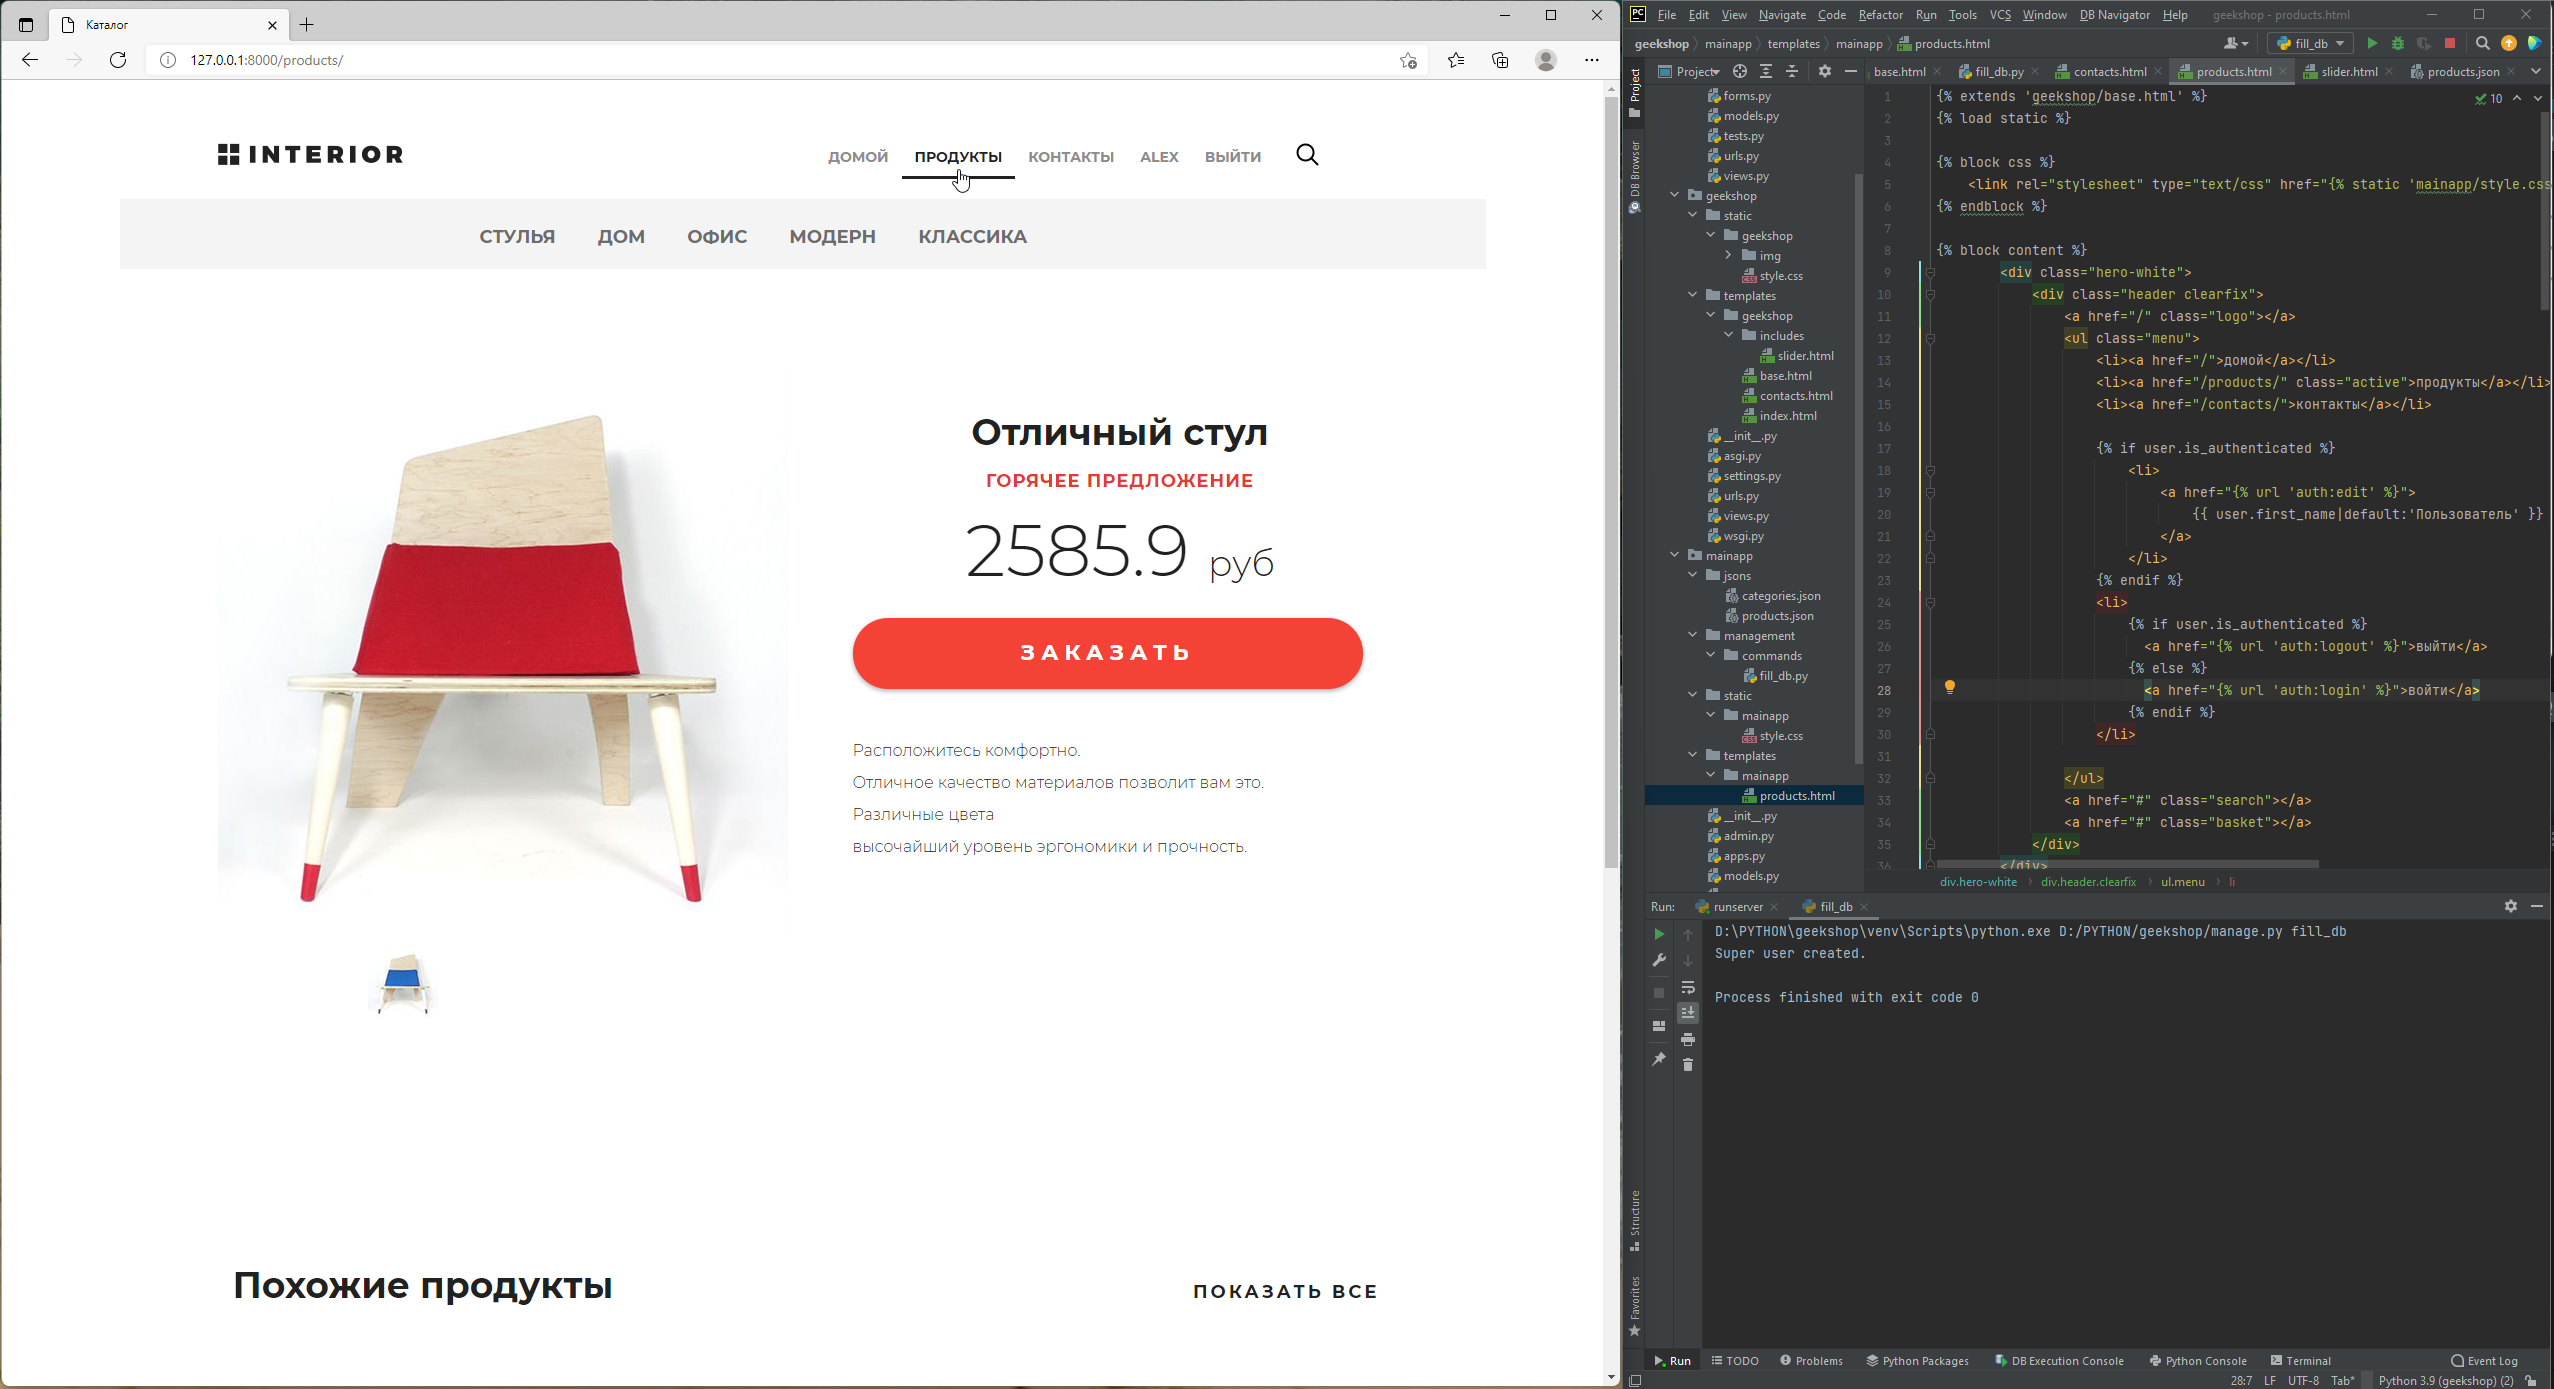 Каталог
127.0.0.1:8000/products/
INTERIOR
ДОМОЙ ПРОДУКТЫ КОНТАКТЫ ALEX ВЫЙТИ
СТУЛЬЯ ДОМ ОФИС МОДЕРН КЛАССИКА
Отличный стул
ГОРЯЧЕЕ ПРЕДЛОЖЕНИЕ
2585.9 руб
ЗАКАЗАТЬ
Расположитесь комфортно.
Отличное качество материалов позволит вам это.
Различные цвета
высочайший уровень эргономики и прочность.
Похожие продукты
ПОКАЗАТЬ ВСЕ
PC File Edit View Navigate Code Refactor Run Tools VCS Window DB Navigator Help geekshop - products.html
geekshop mainapp templates mainapp products.html
fill_db
Project
base.html fill_db.py contacts.html products.html slider.html products.json
Project
DB Browser
forms.py
models.py
tests.py
urls.py
views.py
geekshop
static
geekshop
img
style.css
templates
geekshop
includes
slider.html
base.html
contacts.html
index.html
__init__.py
asgi.py
settings.py
urls.py
views.py
wsgi.py
mainapp
jsons
categories.json
products.json
management
commands
fill_db.py
static
mainapp
style.css
templates
mainapp
products.html
__init__.py
admin.py
apps.py
models.py
10
1 {% extends 'geekshop/base.html' %}
2 {% load static %}
3
4 {% block css %}
5 <link rel="stylesheet" type="text/css" href="{% static 'mainapp/style.css
6 {% endblock %}
7
8 {% block content %}
9 <div class="hero-white">
10 <div class="header clearfix">
11 <a href="/" class="logo"></a>
12 <ul class="menu">
13 <li><a href="/">домой</a></li>
14 <li><a href="/products/" class="active">продукты</a></li>
15 <li><a href="/contacts/">контакты</a></li>
16
17 {% if user.is_authenticated %}
18 <li>
19 <a href="{% url 'auth:edit' %}">
20 {{ user.first_name|default:'Пользователь' }}
21 </a>
22 </li>
23 {% endif %}
24 <li>
25 {% if user.is_authenticated %}
26 <a href="{% url 'auth:logout' %}">выйти</a>
27 {% else %}
28 <a href="{% url 'auth:login' %}">войти</a>
29 {% endif %}
30 </li>
31
32 </ul>
33 <a href="#" class="search"></a>
34 <a href="#" class="basket"></a>
35 </div>
36 </div>
div.hero-white div.header.clearfix ul.menu li
Run: runserver fill_db
D:\PYTHON\geekshop\venv\Scripts\python.exe D:/PYTHON/geekshop/manage.py fill_db
Super user created.
Process finished with exit code 0
Structure
Favorites
Run TODO Problems Python Packages DB Execution Console Python Console Terminal Event Log
28:7 LF UTF-8 Tab* Python 3.9 (geekshop) (2)